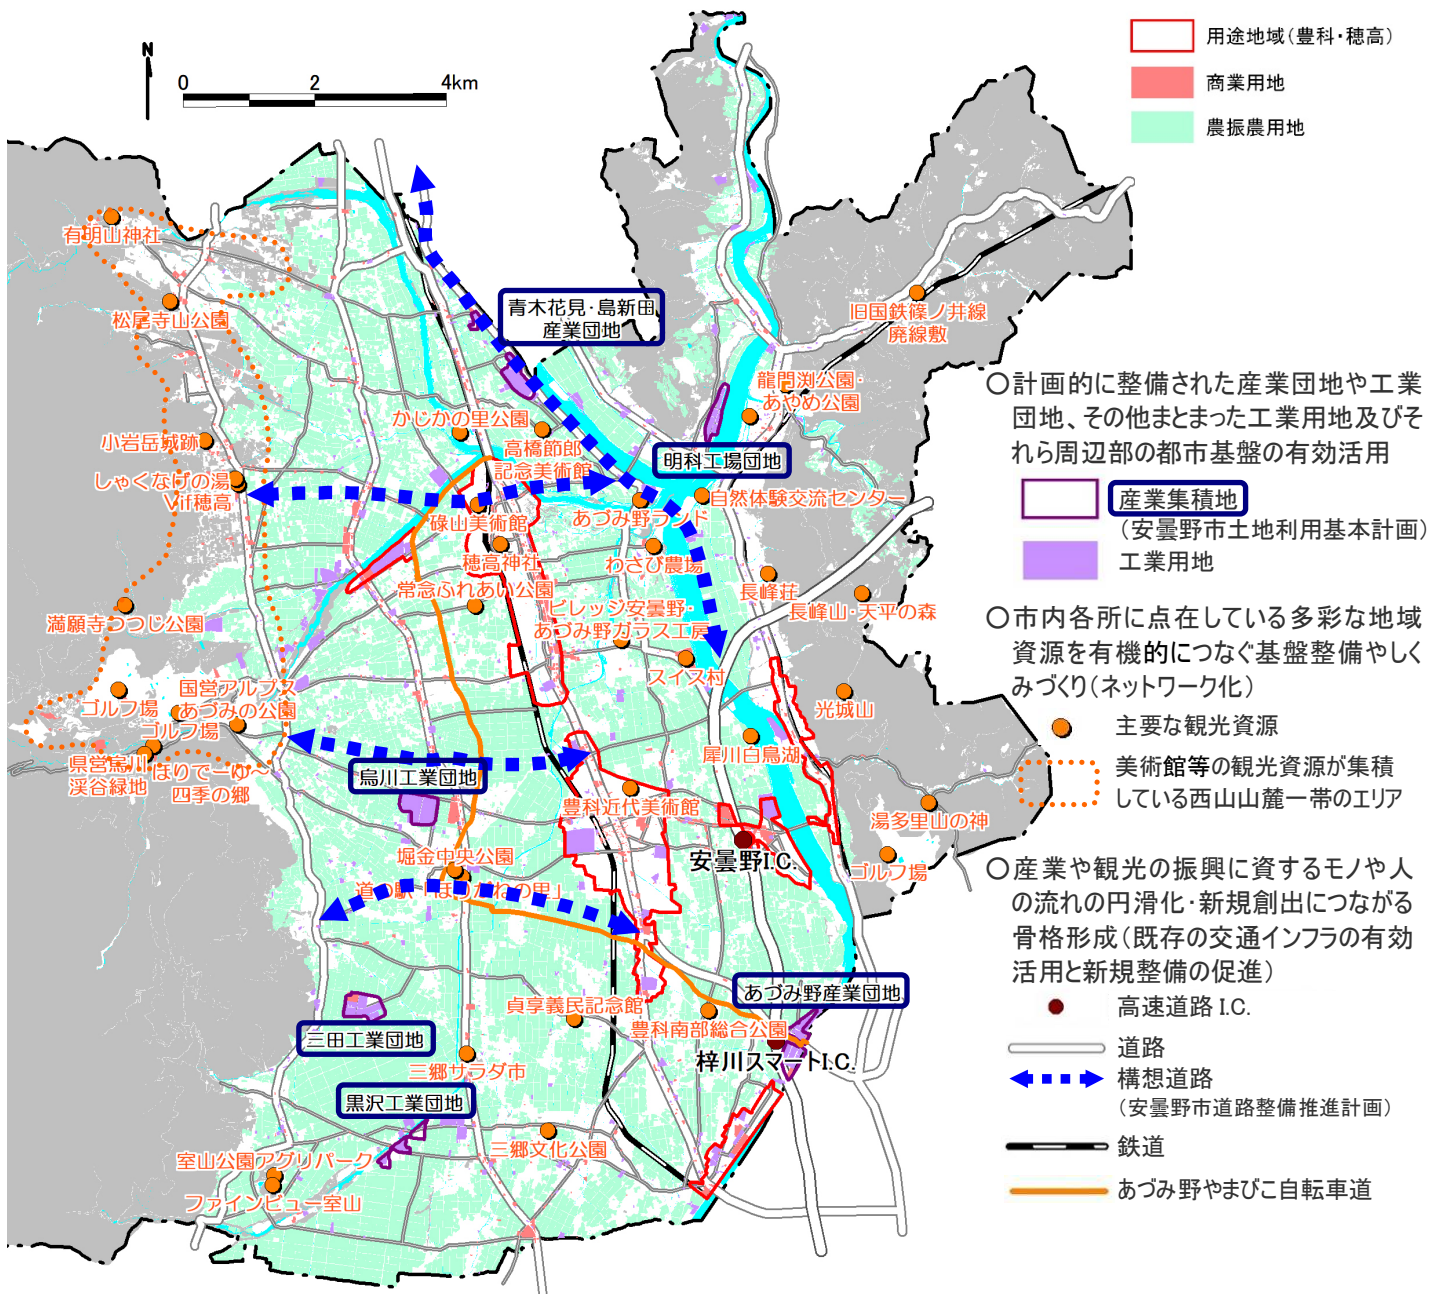 N
0 2 4km
用途地域(豊科・穂高)
商業用地
農振農用地
有明山神社
松尾寺山公園
青木花見・島新田
産業団地
旧国鉄篠ノ井線
廃線敷
龍門渕公園・
あやめ公園
かじかの里公園
高橋節郎
記念美術館
小岩岳城跡
明科工場団地
しゃくなげの湯
Vif穂高
自然体験交流センター
碌山美術館
あづみ野ランド
穂高神社
わさび農場
常念ふれあい公園
長峰荘
長峰山・天平の森
満願寺つつじ公園
ビレッジ安曇野・
あづみ野ガラス工房
スイス村
国営アルプス
あづみの公園
ゴルフ場
ゴルフ場
光城山
県営烏川
渓谷緑地
ほりでーゆ〜
四季の郷
犀川白鳥湖
烏川工業団地
豊科近代美術館
湯多里山の神
安曇野I.C.
ゴルフ場
堀金中央公園
道の駅「ほりがねの里」
あづみ野産業団地
貞享義民記念館
豊科南部総合公園
三田工業団地
梓川スマートI.C.
三郷サラダ市
黒沢工業団地
三郷文化公園
室山公園アグリパーク
ファインビュー室山
○計画的に整備された産業団地や工業
団地、その他まとまった工業用地及びそ
れら周辺部の都市基盤の有効活用
産業集積地
(安曇野市土地利用基本計画)
工業用地
○市内各所に点在している多彩な地域
資源を有機的につなぐ基盤整備やしく
みづくり(ネットワーク化)
主要な観光資源
美術館等の観光資源が集積
している西山山麓一帯のエリア
○産業や観光の振興に資するモノや人
の流れの円滑化・新規創出につながる
骨格形成(既存の交通インフラの有効
活用と新規整備の促進)
高速道路I.C.
道路
構想道路
(安曇野市道路整備推進計画)
鉄道
あづみ野やまびこ自転車道